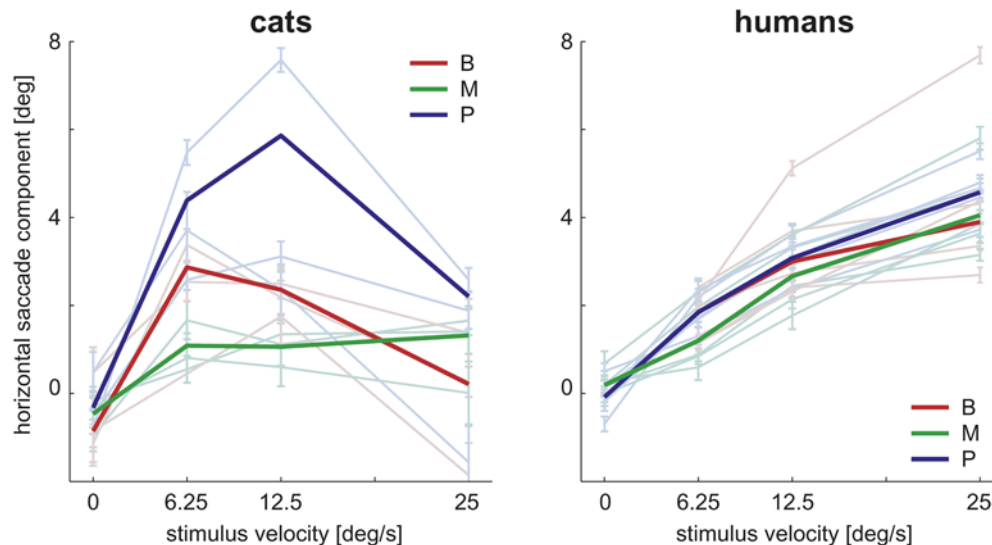 cats
humans
8
4
0
horizontal saccade component [deg]
B
M
P
0
6.25
12.5
25
stimulus velocity [deg/s]
8
4
0
B
M
P
0
6.25
12.5
25
stimulus velocity [deg/s]